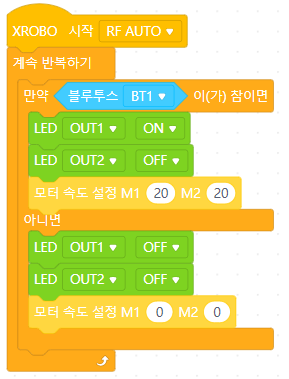 XROBO 시작 RF AUTO
계속 반복하기
만약 블루투스 BT1 이(가) 참이면
LED OUT1 ON
LED OUT2 OFF
모터 속도 설정 M1 20 M2 20
아니면
LED OUT1 OFF
LED OUT2 OFF
모터 속도 설정 M1 0 M2 0